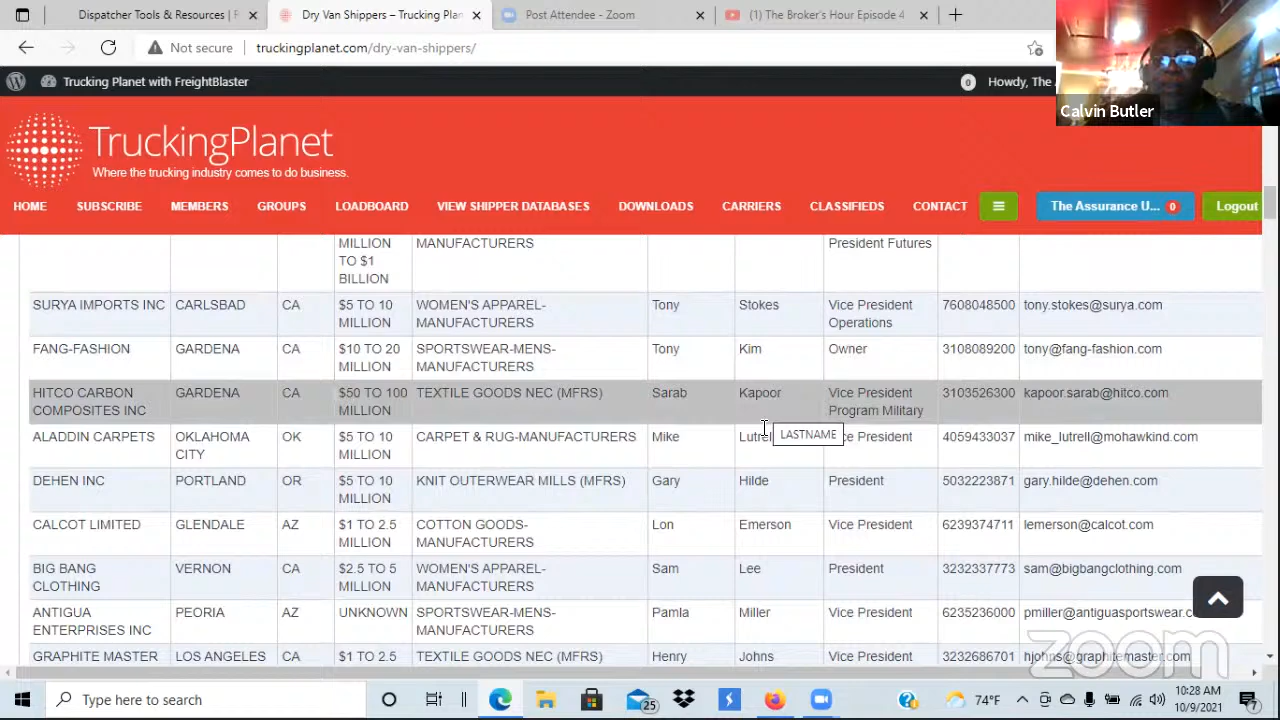 Dispatcher Tools & Resources | F
Dry Van Shippers – Trucking Plan
Post Attendee - Zoom
(1) The Broker's Hour Episode 4
Not secure
truckingplanet.com/dry-van-shippers/
Trucking Planet with FreightBlaster
0
Howdy, The
Calvin Butler
TruckingPlanet
Where the trucking industry comes to do business.
HOME SUBSCRIBE MEMBERS GROUPS LOADBOARD VIEW SHIPPER DATABASES DOWNLOADS CARRIERS CLASSIFIEDS CONTACT
The Assurance U... 0
Logout
MILLION TO $1 BILLION MANUFACTURERS President Futures
SURYA IMPORTS INC CARLSBAD CA $5 TO 10 MILLION WOMEN'S APPAREL-MANUFACTURERS Tony Stokes Vice President Operations 7608048500 tony.stokes@surya.com
FANG-FASHION GARDENA CA $10 TO 20 MILLION SPORTSWEAR-MENS-MANUFACTURERS Tony Kim Owner 3108089200 tony@fang-fashion.com
HITCO CARBON COMPOSITES INC GARDENA CA $50 TO 100 MILLION TEXTILE GOODS NEC (MFRS) Sarab Kapoor Vice President Program Military 3103526300 kapoor.sarab@hitco.com
ALADDIN CARPETS OKLAHOMA CITY OK $5 TO 10 MILLION CARPET & RUG-MANUFACTURERS Mike Lutrel ce President 4059433037 mike_lutrell@mohawkind.com
LASTNAME
DEHEN INC PORTLAND OR $5 TO 10 MILLION KNIT OUTERWEAR MILLS (MFRS) Gary Hilde President 5032223871 gary.hilde@dehen.com
CALCOT LIMITED GLENDALE AZ $1 TO 2.5 MILLION COTTON GOODS-MANUFACTURERS Lon Emerson Vice President 6239374711 lemerson@calcot.com
BIG BANG CLOTHING VERNON CA $2.5 TO 5 MILLION WOMEN'S APPAREL-MANUFACTURERS Sam Lee President 3232337773 sam@bigbangclothing.com
ANTIGUA ENTERPRISES INC PEORIA AZ UNKNOWN SPORTSWEAR-MENS-MANUFACTURERS Pamla Miller Vice President 6235236000 pmiller@antiguasportswear.c
GRAPHITE MASTER LOS ANGELES CA $1 TO 2.5 TEXTILE GOODS NEC (MFRS) Henry Johns Vice President 3232686701 hjohns@graphitemaster.com
zoom
Type here to search
25
74°F
10:28 AM
10/9/2021
7